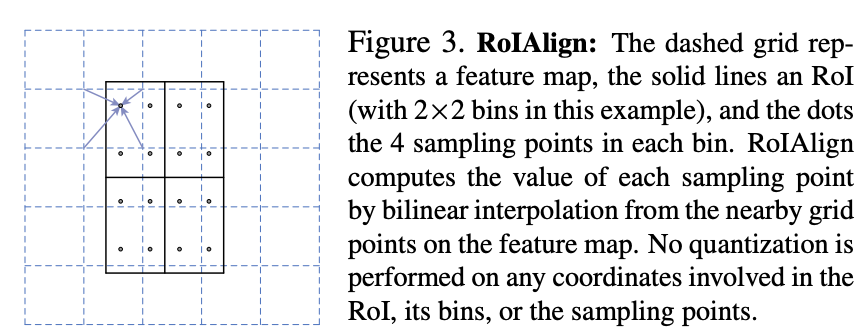 Figure 3. RoIAlign: The dashed grid rep-
resents a feature map, the solid lines an RoI
(with 2×2 bins in this example), and the dots
the 4 sampling points in each bin. RoIAlign
computes the value of each sampling point
by bilinear interpolation from the nearby grid
points on the feature map. No quantization is
performed on any coordinates involved in the
RoI, its bins, or the sampling points.